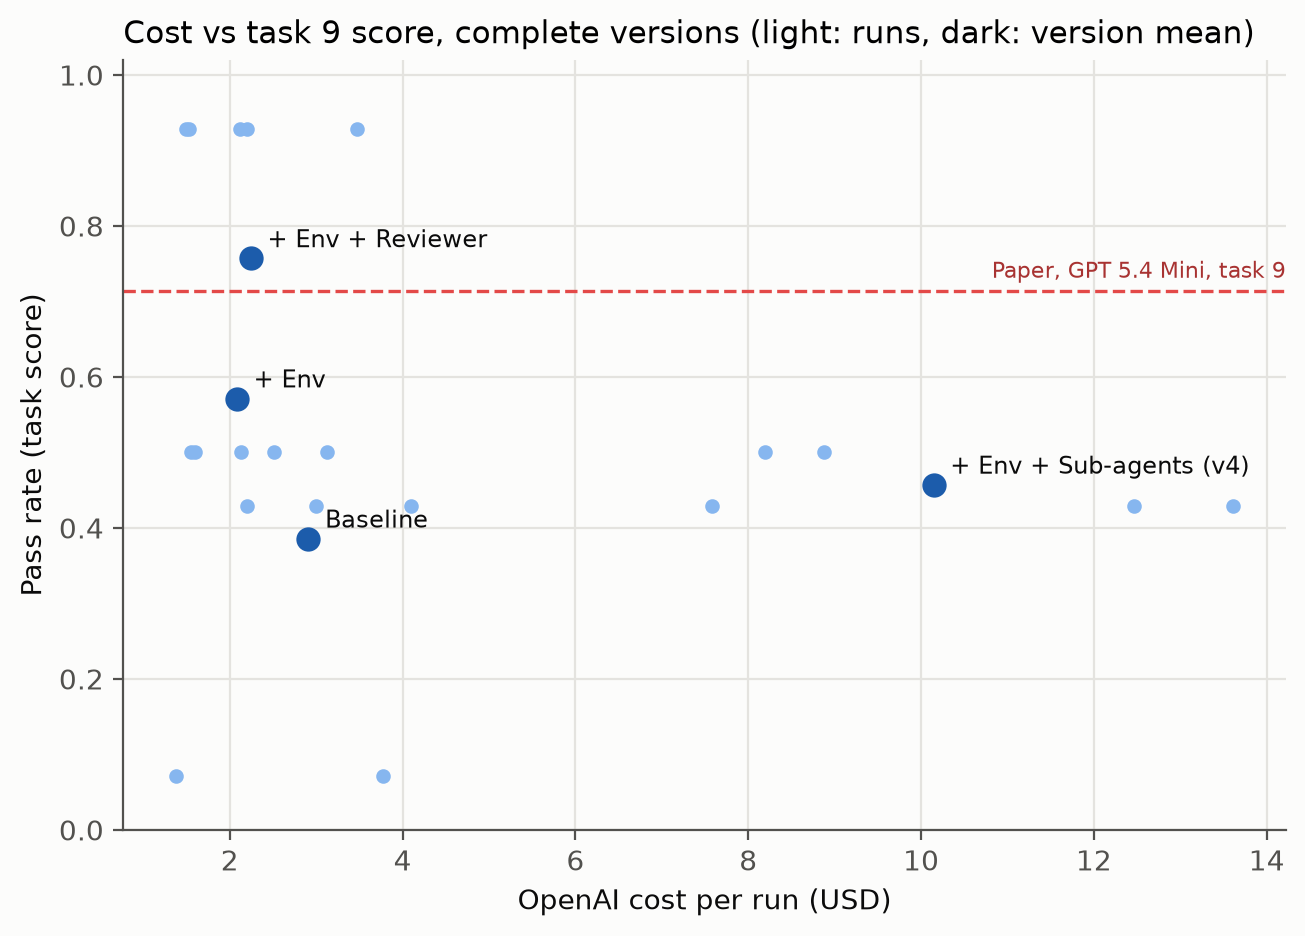 Cost vs task 9 score, complete versions (light: runs, dark: version mean)
1.0
0.8
0.6
0.4
0.2
0.0
Pass rate (task score)
+ Env + Reviewer
Paper, GPT 5.4 Mini, task 9
+ Env
+ Env + Sub-agents (v4)
Baseline
2 4 6 8 10 12 14
OpenAI cost per run (USD)